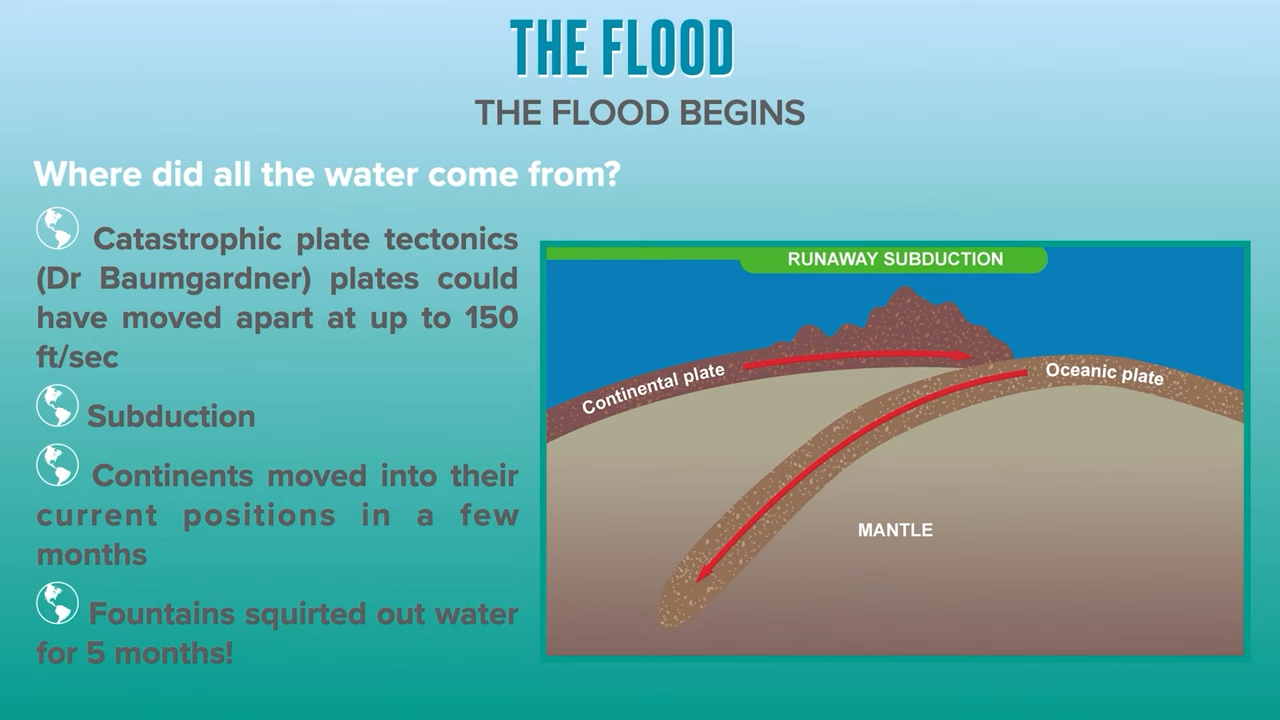 THE FLOOD
THE FLOOD BEGINS
Where did all the water come from?
Catastrophic plate tectonics
(Dr Baumgardner) plates could
have moved apart at up to 150
ft/sec
Subduction
Continents moved into their
current positions in a few
months
Fountains squirted out water
for 5 months!
RUNAWAY SUBDUCTION
Continental plate
Oceanic plate
MANTLE